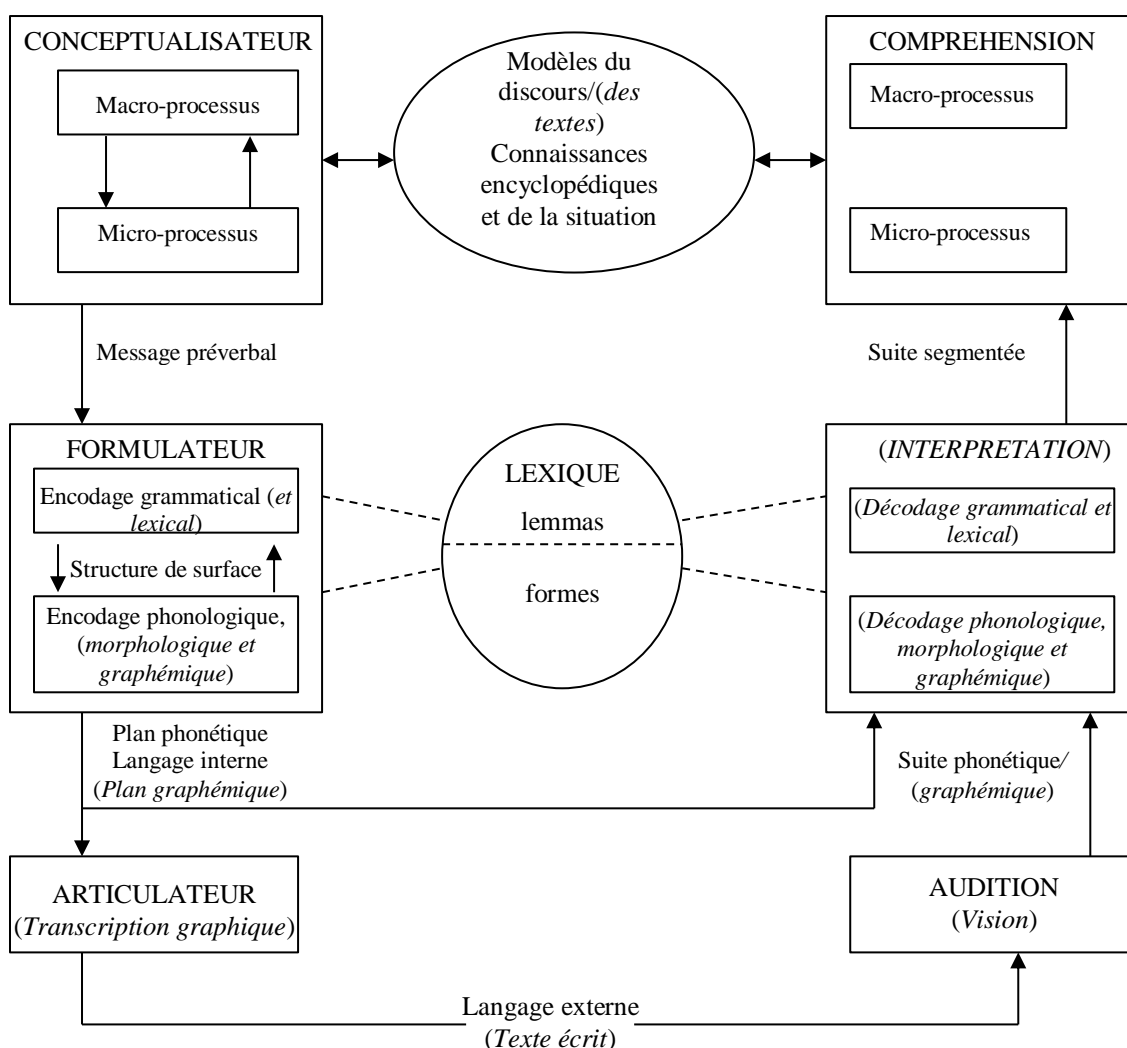 CONCEPTUALISATEUR
Macro-processus
Micro-processus
Modèles du
discours/(des
textes)
Connaissances
encyclopédiques
et de la situation
COMPREHENSION
Macro-processus
Micro-processus
Message préverbal
Suite segmentée
FORMULATEUR
Encodage grammatical (et
lexical)
Structure de surface
Encodage phonologique,
(morphologique et
graphémique)
LEXIQUE
lemmas
formes
(INTERPRETATION)
(Décodage grammatical et
lexical)
(Décodage phonologique,
morphologique et
graphémique)
Plan phonétique
Langage interne
(Plan graphémique)
Suite phonétique/
(graphémique)
ARTICULATEUR
(Transcription graphique)
AUDITION
(Vision)
Langage externe
(Texte écrit)